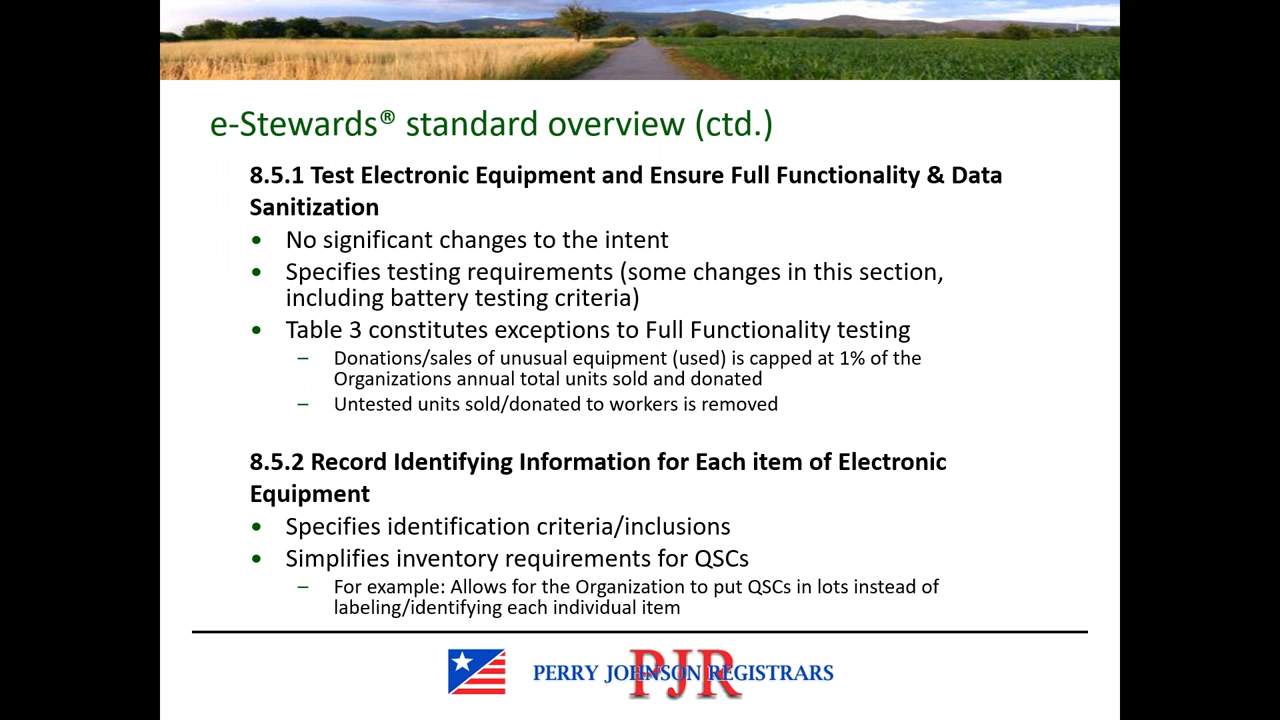 e-Stewards® standard overview (ctd.)
8.5.1 Test Electronic Equipment and Ensure Full Functionality & Data
Sanitization
• No significant changes to the intent
• Specifies testing requirements (some changes in this section,
including battery testing criteria)
• Table 3 constitutes exceptions to Full Functionality testing
– Donations/sales of unusual equipment (used) is capped at 1% of the
Organizations annual total units sold and donated
– Untested units sold/donated to workers is removed
8.5.2 Record Identifying Information for Each item of Electronic
Equipment
• Specifies identification criteria/inclusions
• Simplifies inventory requirements for QSCs
– For example: Allows for the Organization to put QSCs in lots instead of
labeling/identifying each individual item
PJR
PERRY JOHNSON REGISTRARS